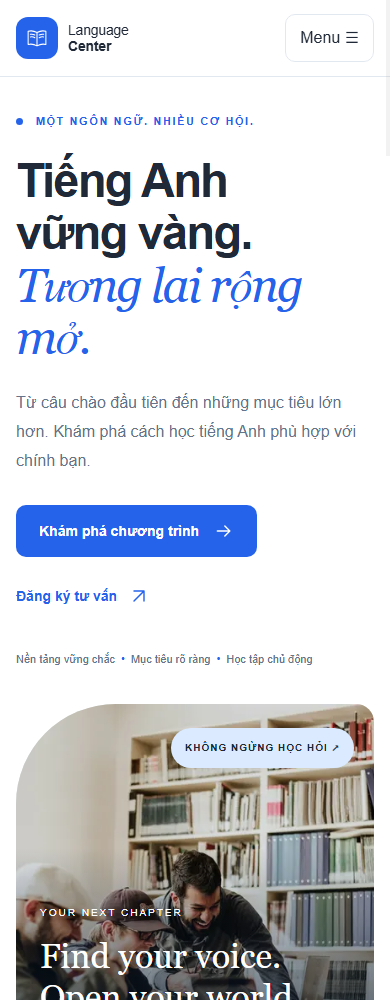 Language
Center
Menu ☰
MỘT NGÔN NGỮ. NHIỀU CƠ HỘI.
Tiếng Anh
vững vàng.
Tương lai rộng
mở.
Từ câu chào đầu tiên đến những mục tiêu lớn
hơn. Khám phá cách học tiếng Anh phù hợp với
chính bạn.
Khám phá chương trình →
Đăng ký tư vấn ↗
Nền tảng vững chắc • Mục tiêu rõ ràng • Học tập chủ động
KHÔNG NGỪNG HỌC HỎI ↗
YOUR NEXT CHAPTER
Find your voice.
Open your world